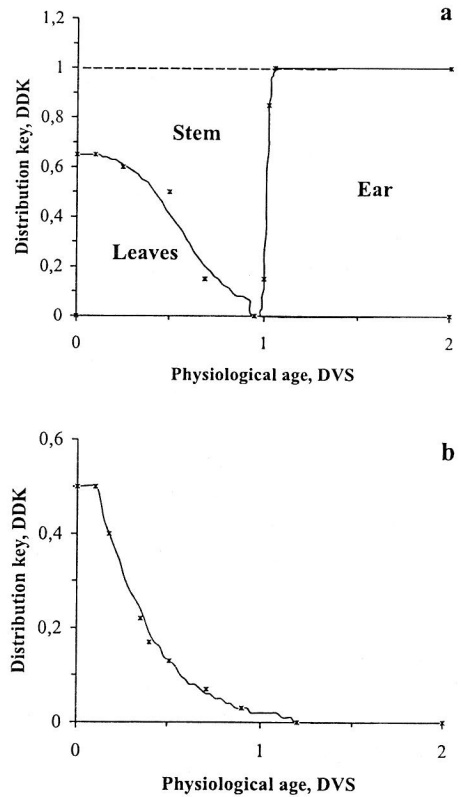 a
1,2
1
0,8
0,6
0,4
0,2
0
Distribution key, DDK
Stem
Ear
Leaves
0
1
2
Physiological age, DVS
b
0,6
0,4
0,2
0
Distribution key, DDK
0
1
2
Physiological age, DVS